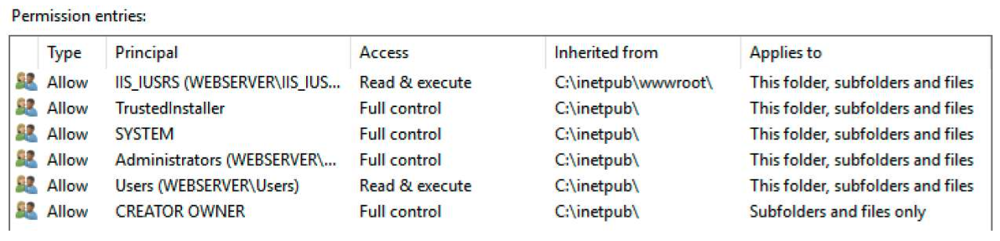 Permission entries:
Type Principal Access Inherited from Applies to
Allow IIS_IUSRS (WEBSERVER\IIS_IUS... Read & execute C:\inetpub\wwwroot\ This folder, subfolders and files
Allow TrustedInstaller Full control C:\inetpub\ This folder, subfolders and files
Allow SYSTEM Full control C:\inetpub\ This folder, subfolders and files
Allow Administrators (WEBSERVER\... Full control C:\inetpub\ This folder, subfolders and files
Allow Users (WEBSERVER\Users) Read & execute C:\inetpub\ This folder, subfolders and files
Allow CREATOR OWNER Full control C:\inetpub\ Subfolders and files only